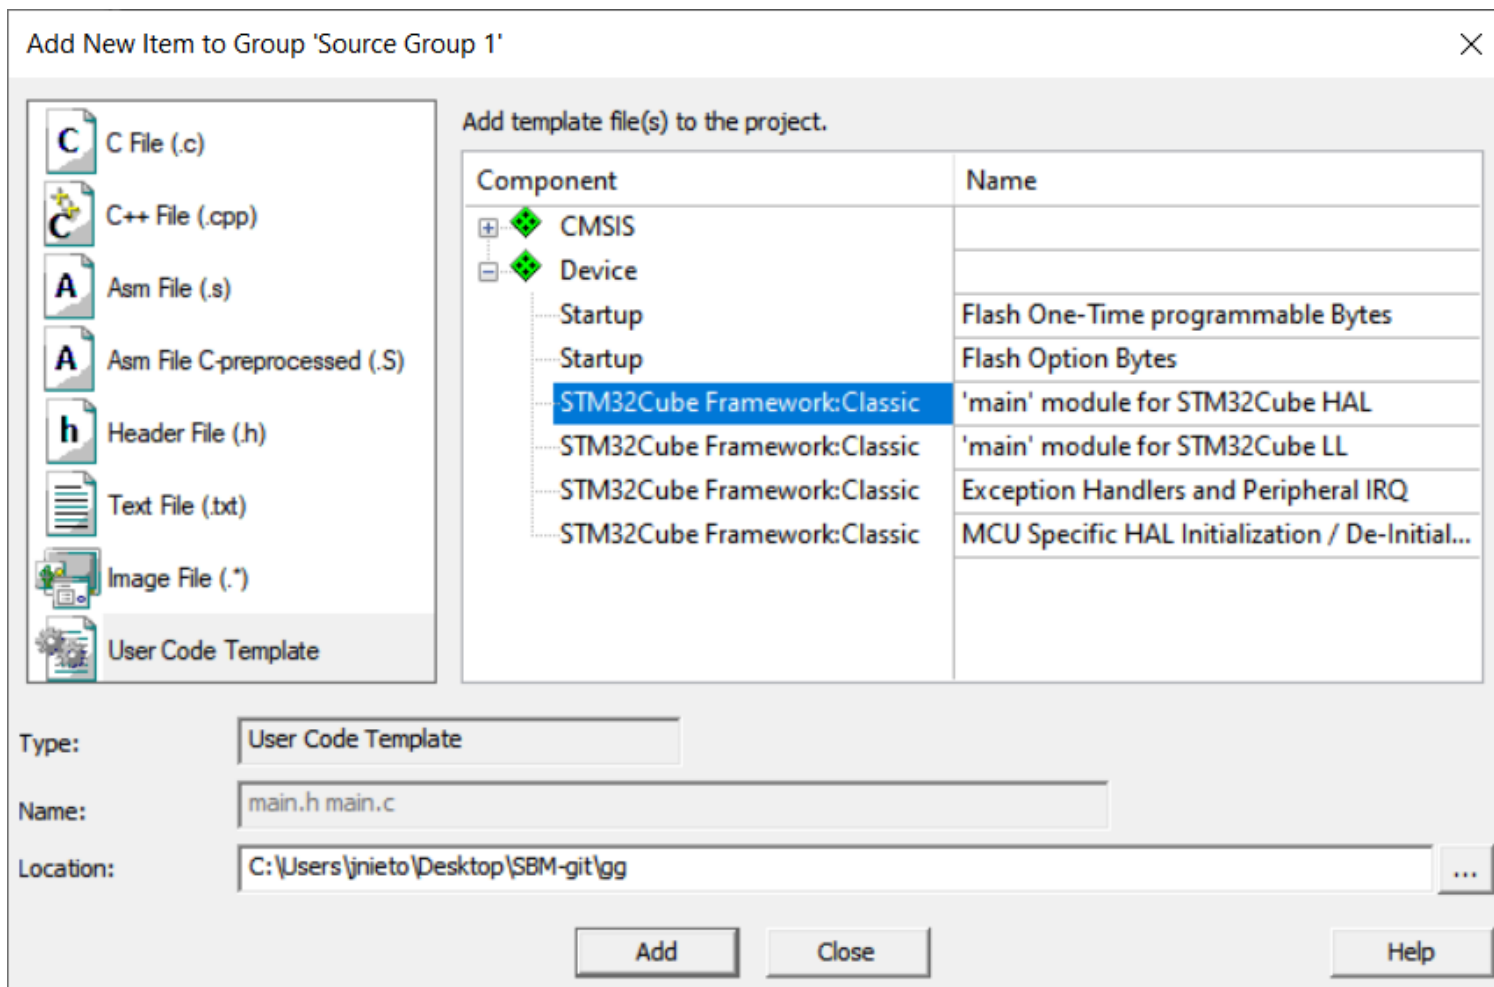 Add New Item to Group 'Source Group 1'
C File (.c)
C++ File (.cpp)
Asm File (.s)
Asm File C-preprocessed (.S)
Header File (.h)
Text File (.txt)
Image File (.*)
User Code Template
Add template file(s) to the project.
Component Name
CMSIS
Device
Startup Flash One-Time programmable Bytes
Startup Flash Option Bytes
STM32Cube Framework:Classic 'main' module for STM32Cube HAL
STM32Cube Framework:Classic 'main' module for STM32Cube LL
STM32Cube Framework:Classic Exception Handlers and Peripheral IRQ
STM32Cube Framework:Classic MCU Specific HAL Initialization / De-Initial...
Type: User Code Template
Name: main.h main.c
Location: C:\Users\jnieto\Desktop\SBM-git\gg ...
Add Close Help